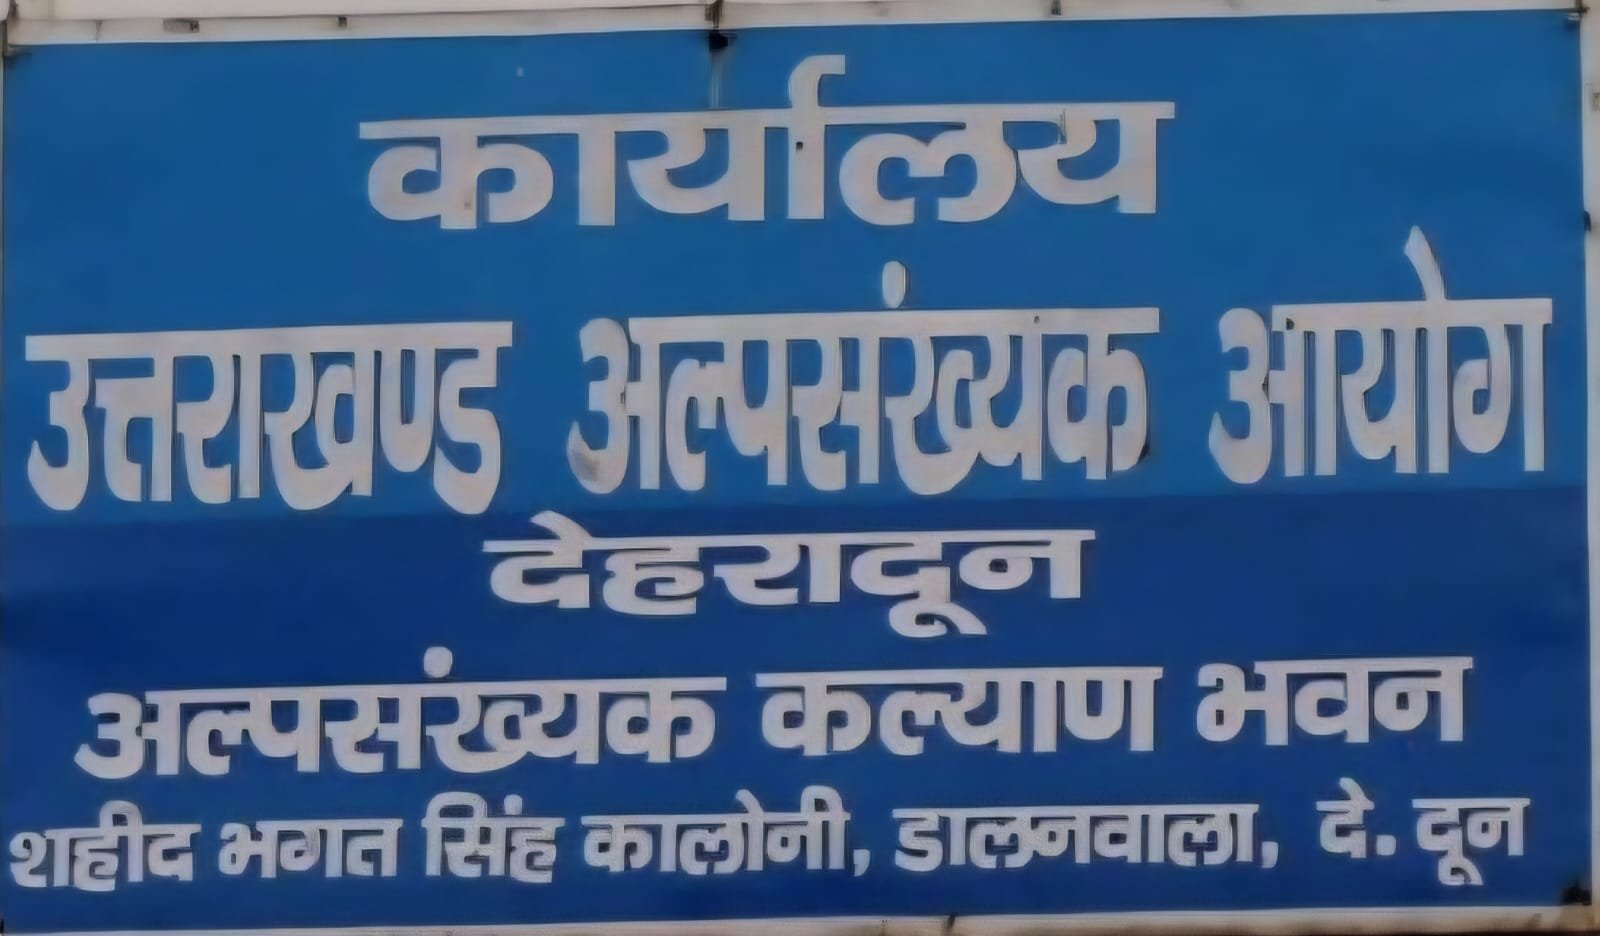 कार्यालय
उत्तराखण्ड अल्पसंख्यक आयोग
देहरादून
अल्पसंख्यक कल्याण भवन
शहीद भगत सिंह कालोनी, डालनवाला, दे. दून